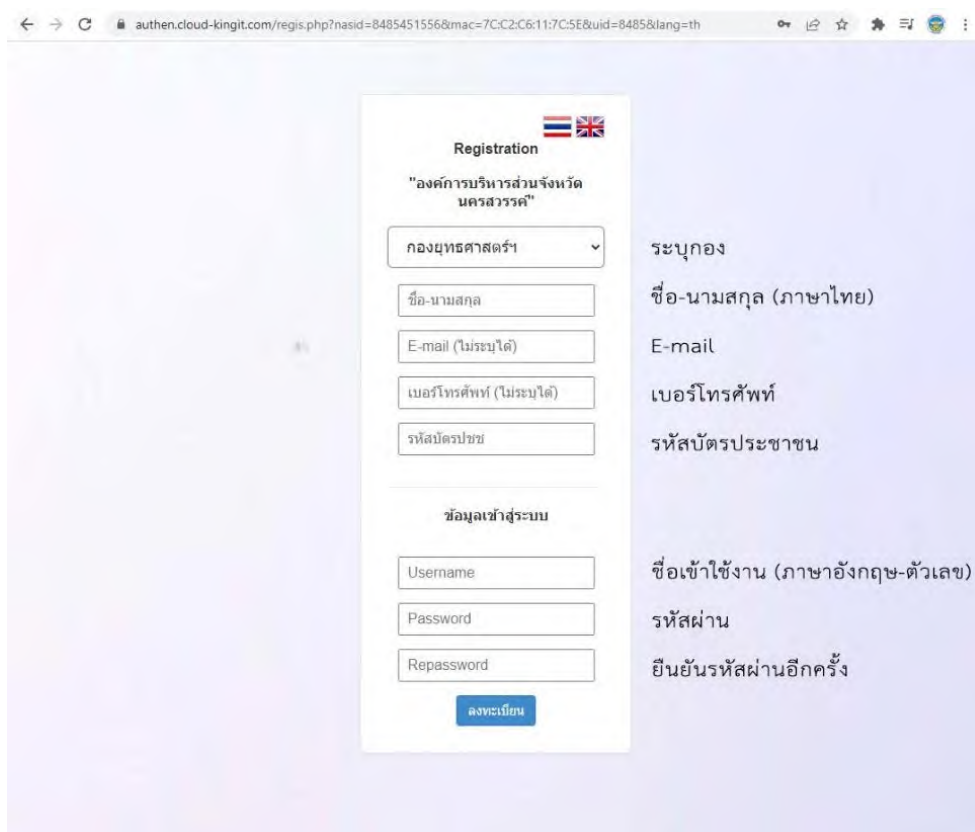 authen.cloud-kingit.com/regis.php?nasid=8485451556&mac=7C:C2:C6:11:7C:5E&uid=8485&lang=th
Registration
"องค์การบริหารส่วนจังหวัด
นครสวรรค์"
กองยุทธศาสตร์ฯ
ระบุกอง
ชื่อ-นามสกุล
ชื่อ-นามสกุล (ภาษาไทย)
E-mail (ไม่ระบุได้)
E-mail
เบอร์โทรศัพท์ (ไม่ระบุได้)
เบอร์โทรศัพท์
รหัสบัตรปชช
รหัสบัตรประชาชน
ข้อมูลเข้าสู่ระบบ
Username
ชื่อเข้าใช้งาน (ภาษาอังกฤษ-ตัวเลข)
Password
รหัสผ่าน
Repassword
ยืนยันรหัสผ่านอีกครั้ง
ลงทะเบียน